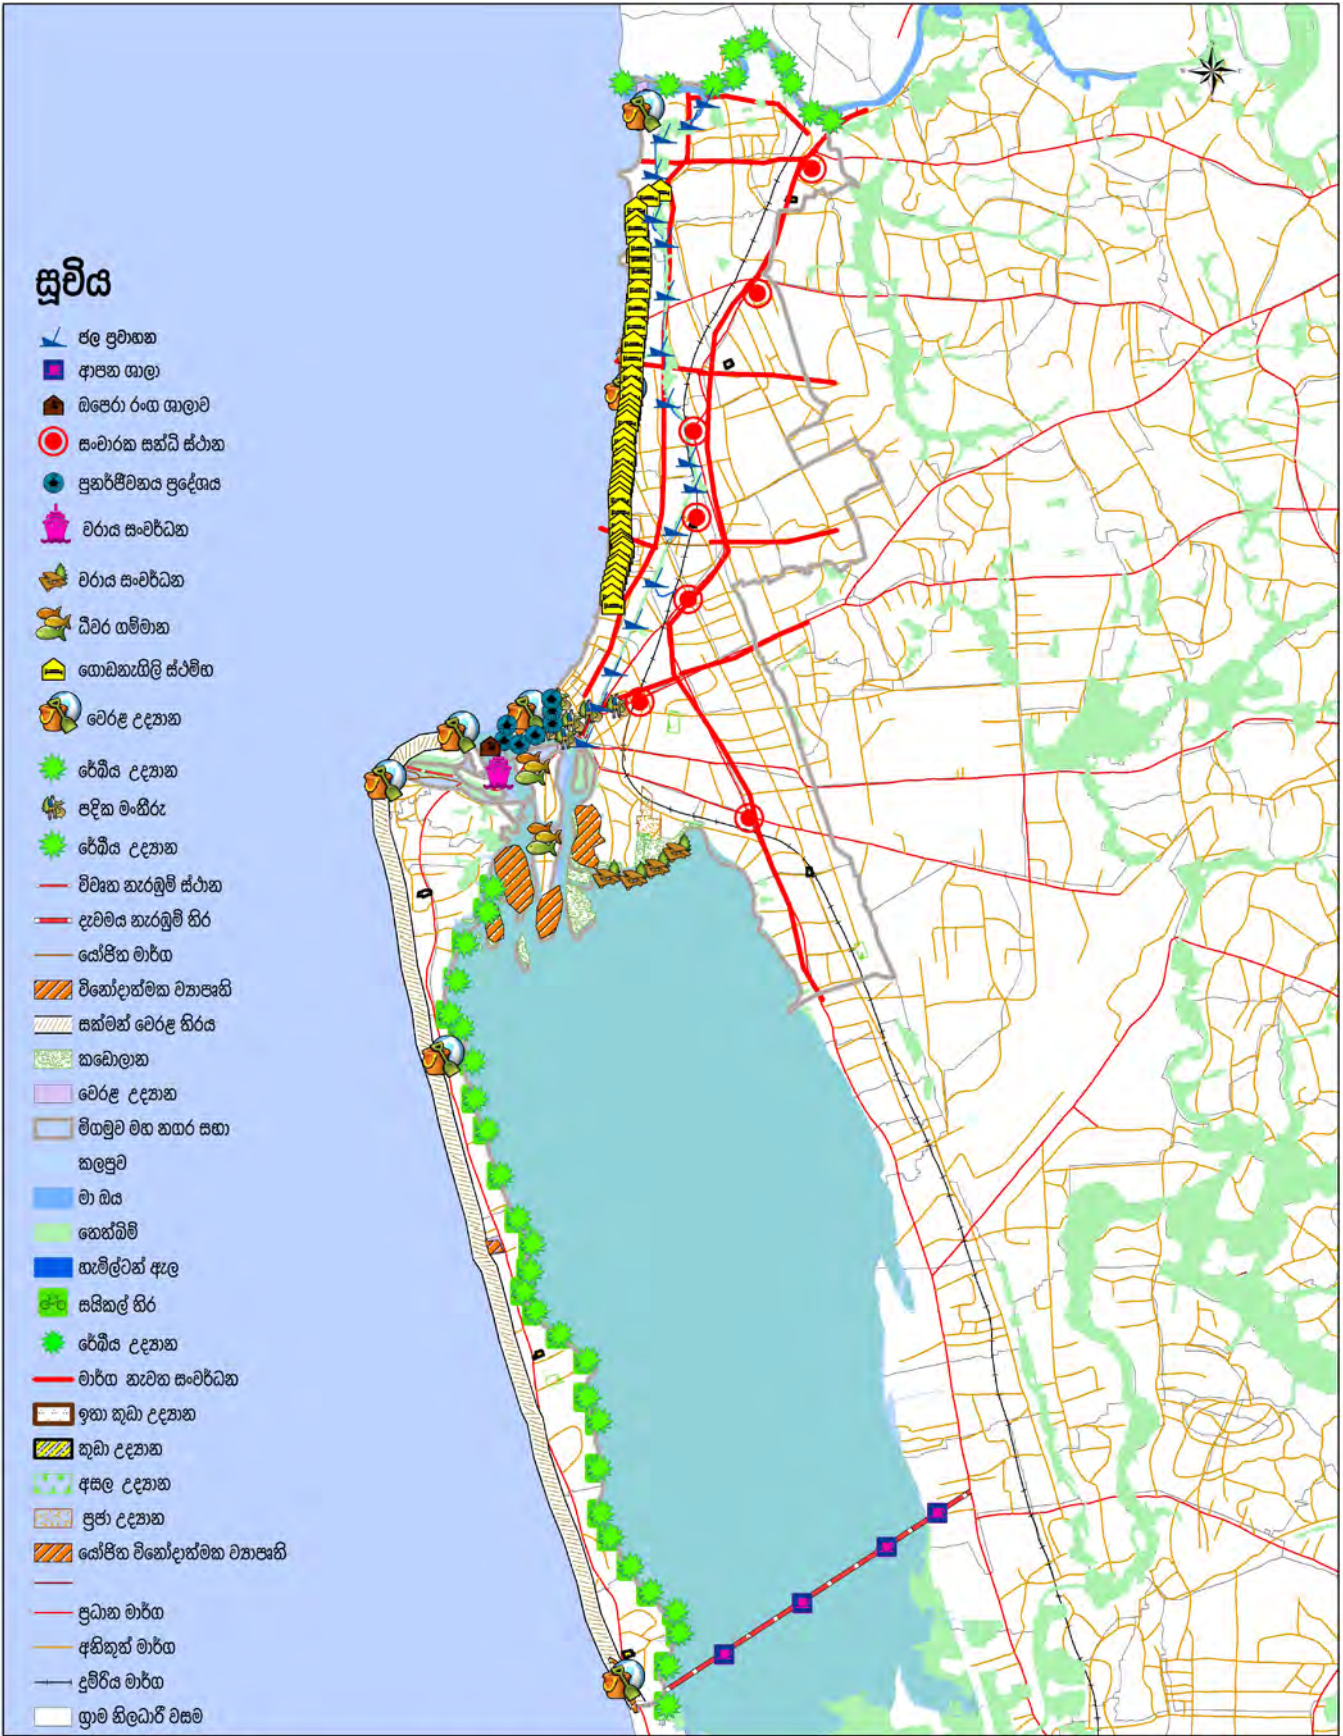 සූචිය
ජල ප්‍රවාහන
ආපන ශාලා
ඔපෙරා රංග ශාලාව
සංචාරක සන්ධි ස්ථාන
පුනර්ජීවනය ප්‍රදේශය
වරාය සංවර්ධන
වරාය සංවර්ධන
ධීවර ගම්මාන
ගොඩනැගිලි ස්ථම්භ
වෙරළ උද්‍යාන
රේඛීය උද්‍යාන
පදික මංතීරු
රේඛීය උද්‍යාන
විවෘත නැරඹුම් ස්ථාන
දැවමය නැරඹුම් තීර
යෝජිත මාර්ග
විනෝදාත්මක ව්‍යාපෘති
සක්මන් වෙරළ තීරය
කඩොලාන
වෙරළ උද්‍යාන
මීගමුව මහ නගර සභා
කලපුව
මා ඔය
තෙත්බිම්
හැමිල්ටන් ඇල
සයිකල් තීර
රේඛීය උද්‍යාන
මාර්ග නැවත සංවර්ධන
ඉතා කුඩා උද්‍යාන
කුඩා උද්‍යාන
අසල උද්‍යාන
ප්‍රජා උද්‍යාන
යෝජිත විනෝදාත්මක ව්‍යාපෘති
ප්‍රධාන මාර්ග
අනිකුත් මාර්ග
දුම්රිය මාර්ග
ග්‍රාම නිලධාරී වසම